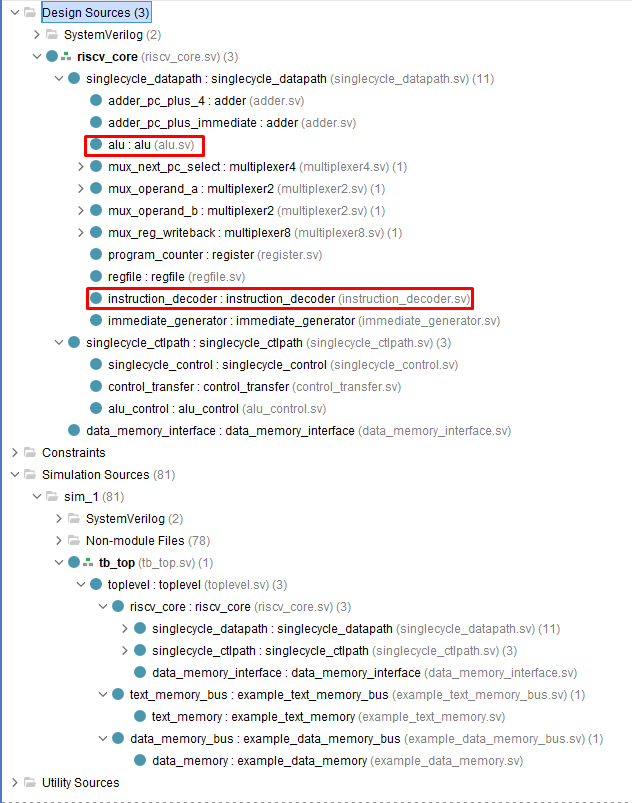 Design Sources (3)
SystemVerilog (2)
riscv_core (riscv_core.sv) (3)
singlecycle_datapath : singlecycle_datapath (singlecycle_datapath.sv) (11)
adder_pc_plus_4 : adder (adder.sv)
adder_pc_plus_immediate : adder (adder.sv)
alu : alu (alu.sv)
mux_next_pc_select : multiplexer4 (multiplexer4.sv) (1)
mux_operand_a : multiplexer2 (multiplexer2.sv) (1)
mux_operand_b : multiplexer2 (multiplexer2.sv) (1)
mux_reg_writeback : multiplexer8 (multiplexer8.sv) (1)
program_counter : register (register.sv)
regfile : regfile (regfile.sv)
instruction_decoder : instruction_decoder (instruction_decoder.sv)
immediate_generator : immediate_generator (immediate_generator.sv)
singlecycle_ctlpath : singlecycle_ctlpath (singlecycle_ctlpath.sv) (3)
singlecycle_control : singlecycle_control (singlecycle_control.sv)
control_transfer : control_transfer (control_transfer.sv)
alu_control : alu_control (alu_control.sv)
data_memory_interface : data_memory_interface (data_memory_interface.sv)
Constraints
Simulation Sources (81)
sim_1 (81)
SystemVerilog (2)
Non-module Files (78)
tb_top (tb_top.sv) (1)
toplevel : toplevel (toplevel.sv) (3)
riscv_core : riscv_core (riscv_core.sv) (3)
singlecycle_datapath : singlecycle_datapath (singlecycle_datapath.sv) (11)
singlecycle_ctlpath : singlecycle_ctlpath (singlecycle_ctlpath.sv) (3)
data_memory_interface : data_memory_interface (data_memory_interface.sv)
text_memory_bus : example_text_memory_bus (example_text_memory_bus.sv) (1)
text_memory : example_text_memory (example_text_memory.sv)
data_memory_bus : example_data_memory_bus (example_data_memory_bus.sv) (1)
data_memory : example_data_memory (example_data_memory.sv)
Utility Sources